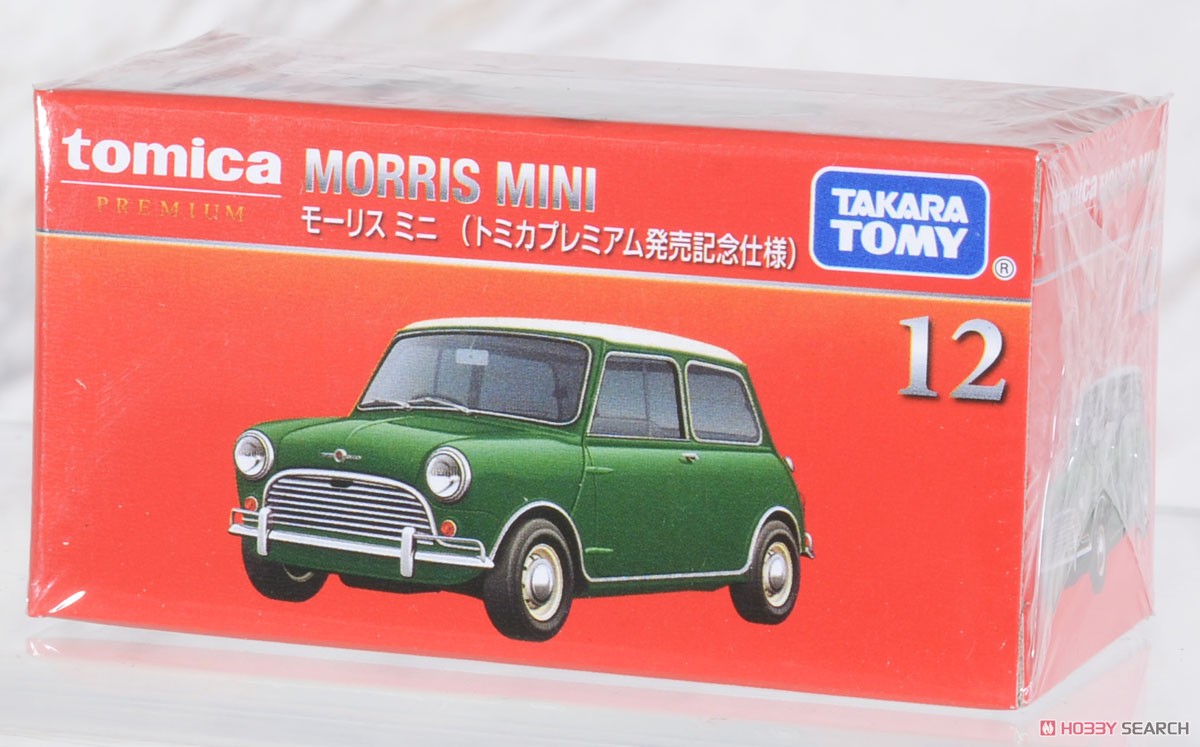 tomica
PREMIUM
MORRIS MINI
モーリス ミニ （トミカプレミアム発売記念仕様）
TAKARA
TOMY
®
12
HOBBY SEARCH